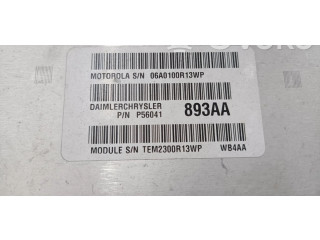 MOTOROLA S/N 06A0100R13WP
DAIMLERCHRYSLER 893AA
P/N P56041
MODULE S/N TEM2300R13WP WB4AA